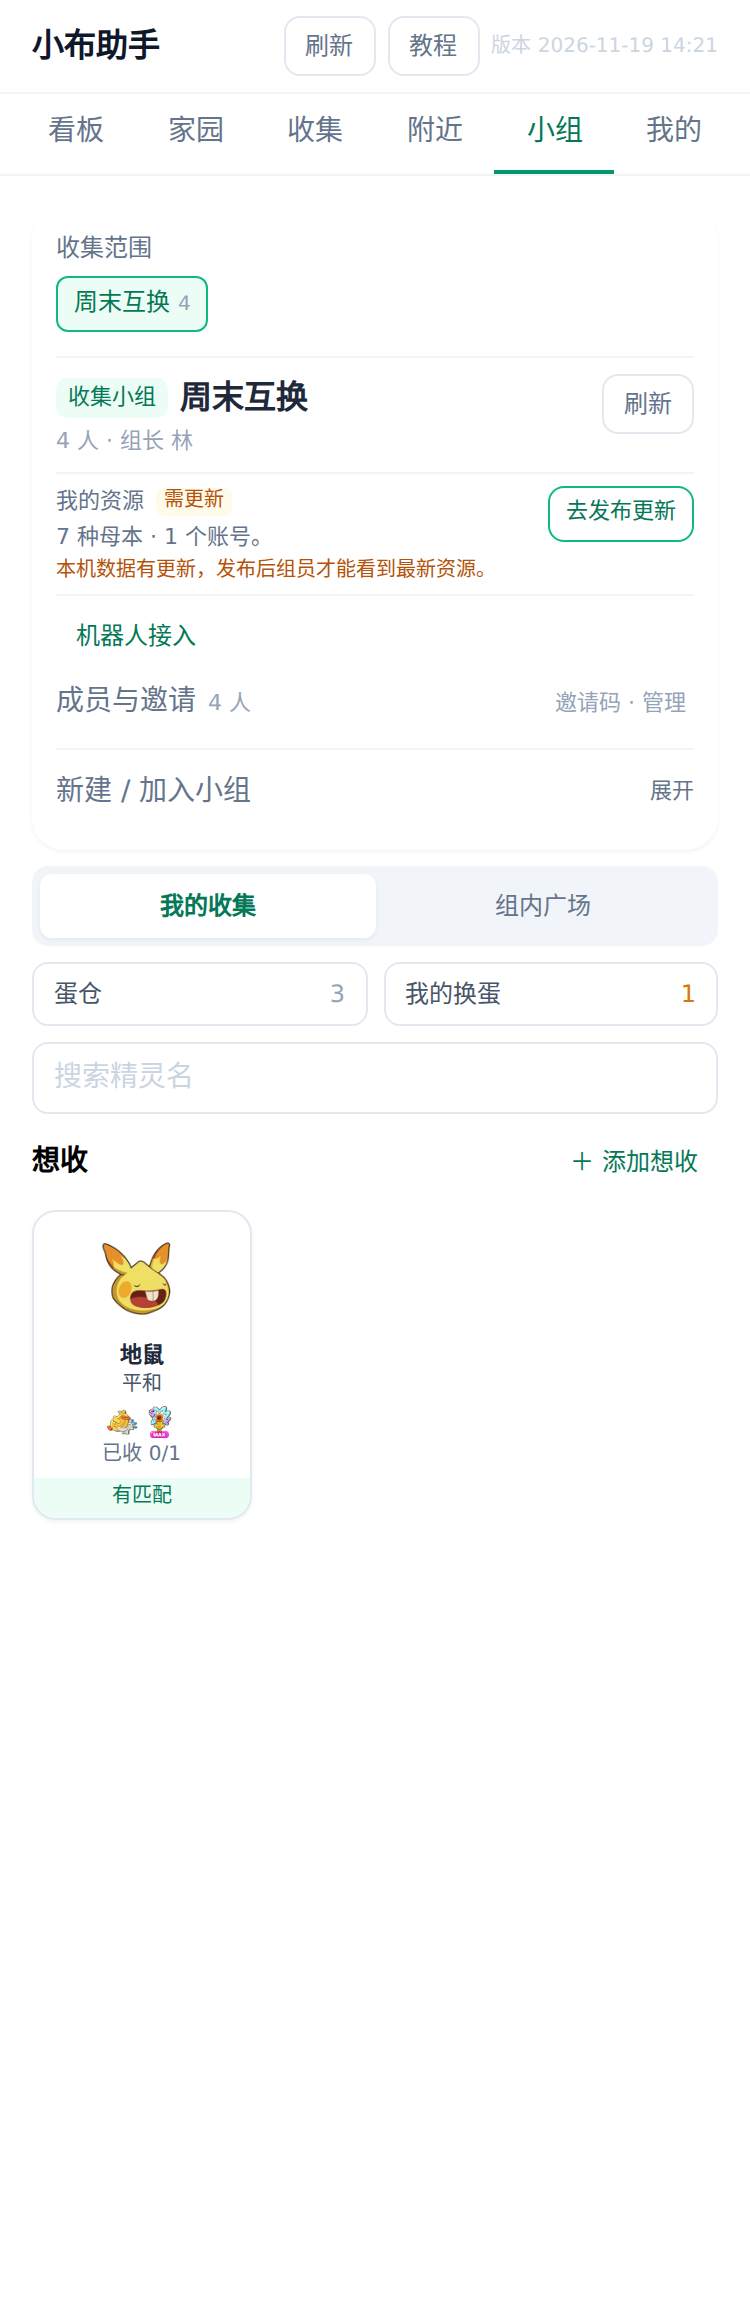 小布助手
刷新
教程
版本 2026-11-19 14:21
看板
家园
收集
附近
小组
我的
收集范围
周末互换 4
收集小组
周末互换
刷新
4 人 · 组长 林
我的资源
需更新
去发布更新
7 种母本 · 1 个账号。
本机数据有更新，发布后组员才能看到最新资源。
机器人接入
成员与邀请 4 人
邀请码 · 管理
新建 / 加入小组
展开
我的收集
组内广场
蛋仓 3
我的换蛋 1
搜索精灵名
想收
＋ 添加想收
地鼠
平和
MAX
已收 0/1
有匹配